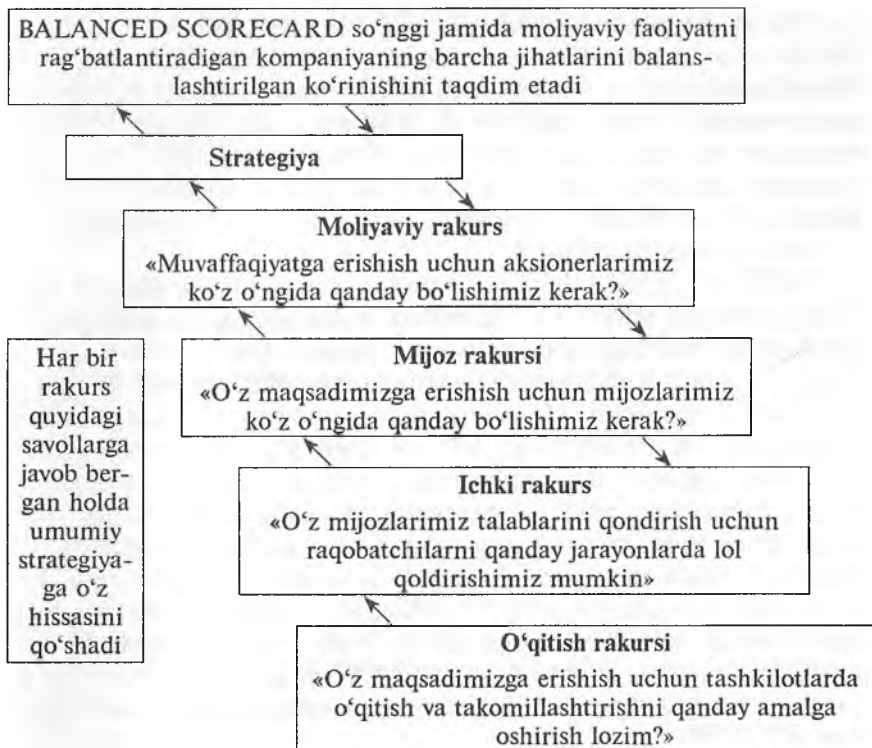 BALANCED SCORECARD so‘nggi jamida moliyaviy faoliyatni
rag‘batlantiradigan kompaniyaning barcha jihatlarini balans-
lashtirilgan ko‘rinishini taqdim etadi
Strategiya
Moliyaviy rakurs
«Muvaffaqiyatga erishish uchun aksionerlarimiz
ko‘z o‘ngida qanday bo‘lishimiz kerak?»
Har bir
rakurs
quyidagi
savollarga
javob ber-
gan holda
umumiy
strategiya-
ga o‘z
hissasini
qo‘shadi
Mijoz rakursi
«O‘z maqsadimizga erishish uchun mijozlarimiz
ko‘z o‘ngida qanday bo‘lishimiz kerak?»
Ichki rakurs
«O‘z mijozlarimiz talablarini qondirish uchun
raqobatchilarni qanday jarayonlarda lol
qoldirishimiz mumkin»
O‘qitish rakursi
«O‘z maqsadimizga erishish uchun tashkilotlarda
o‘qitish va takomillashtirishni qanday amalga
oshirish lozim?»